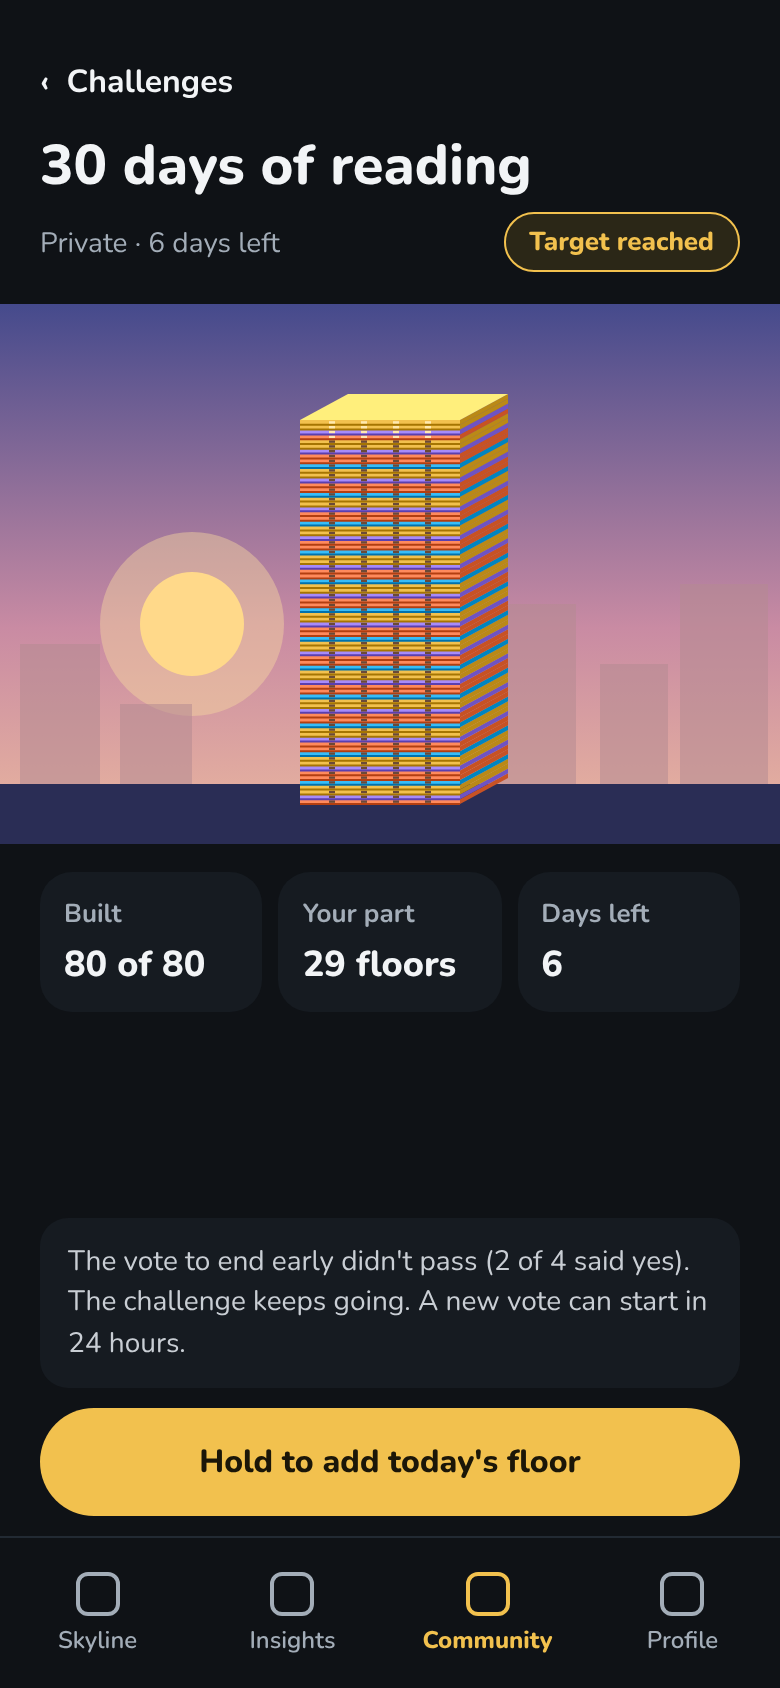 ‹ Challenges
30 days of reading
Private · 6 days left
Target reached
Built
80 of 80
Your part
29 floors
Days left
6
The vote to end early didn't pass (2 of 4 said yes).
The challenge keeps going. A new vote can start in
24 hours.
Hold to add today's floor
Skyline
Insights
Community
Profile